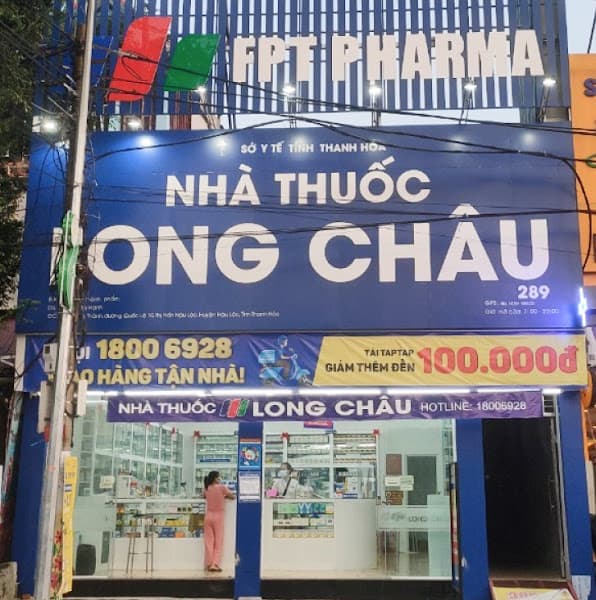 FPT PHARMA
SỞ Y TẾ TỈNH THANH HÓA
NHÀ THUỐC
LONG CHÂU
289
1800 6928
HÀNG TẬN NHÀ!
TẢI TAPTAP
GIẢM THÊM ĐẾN 100.000đ
NHÀ THUỐC LONG CHÂU HOTLINE: 18006928
LONG